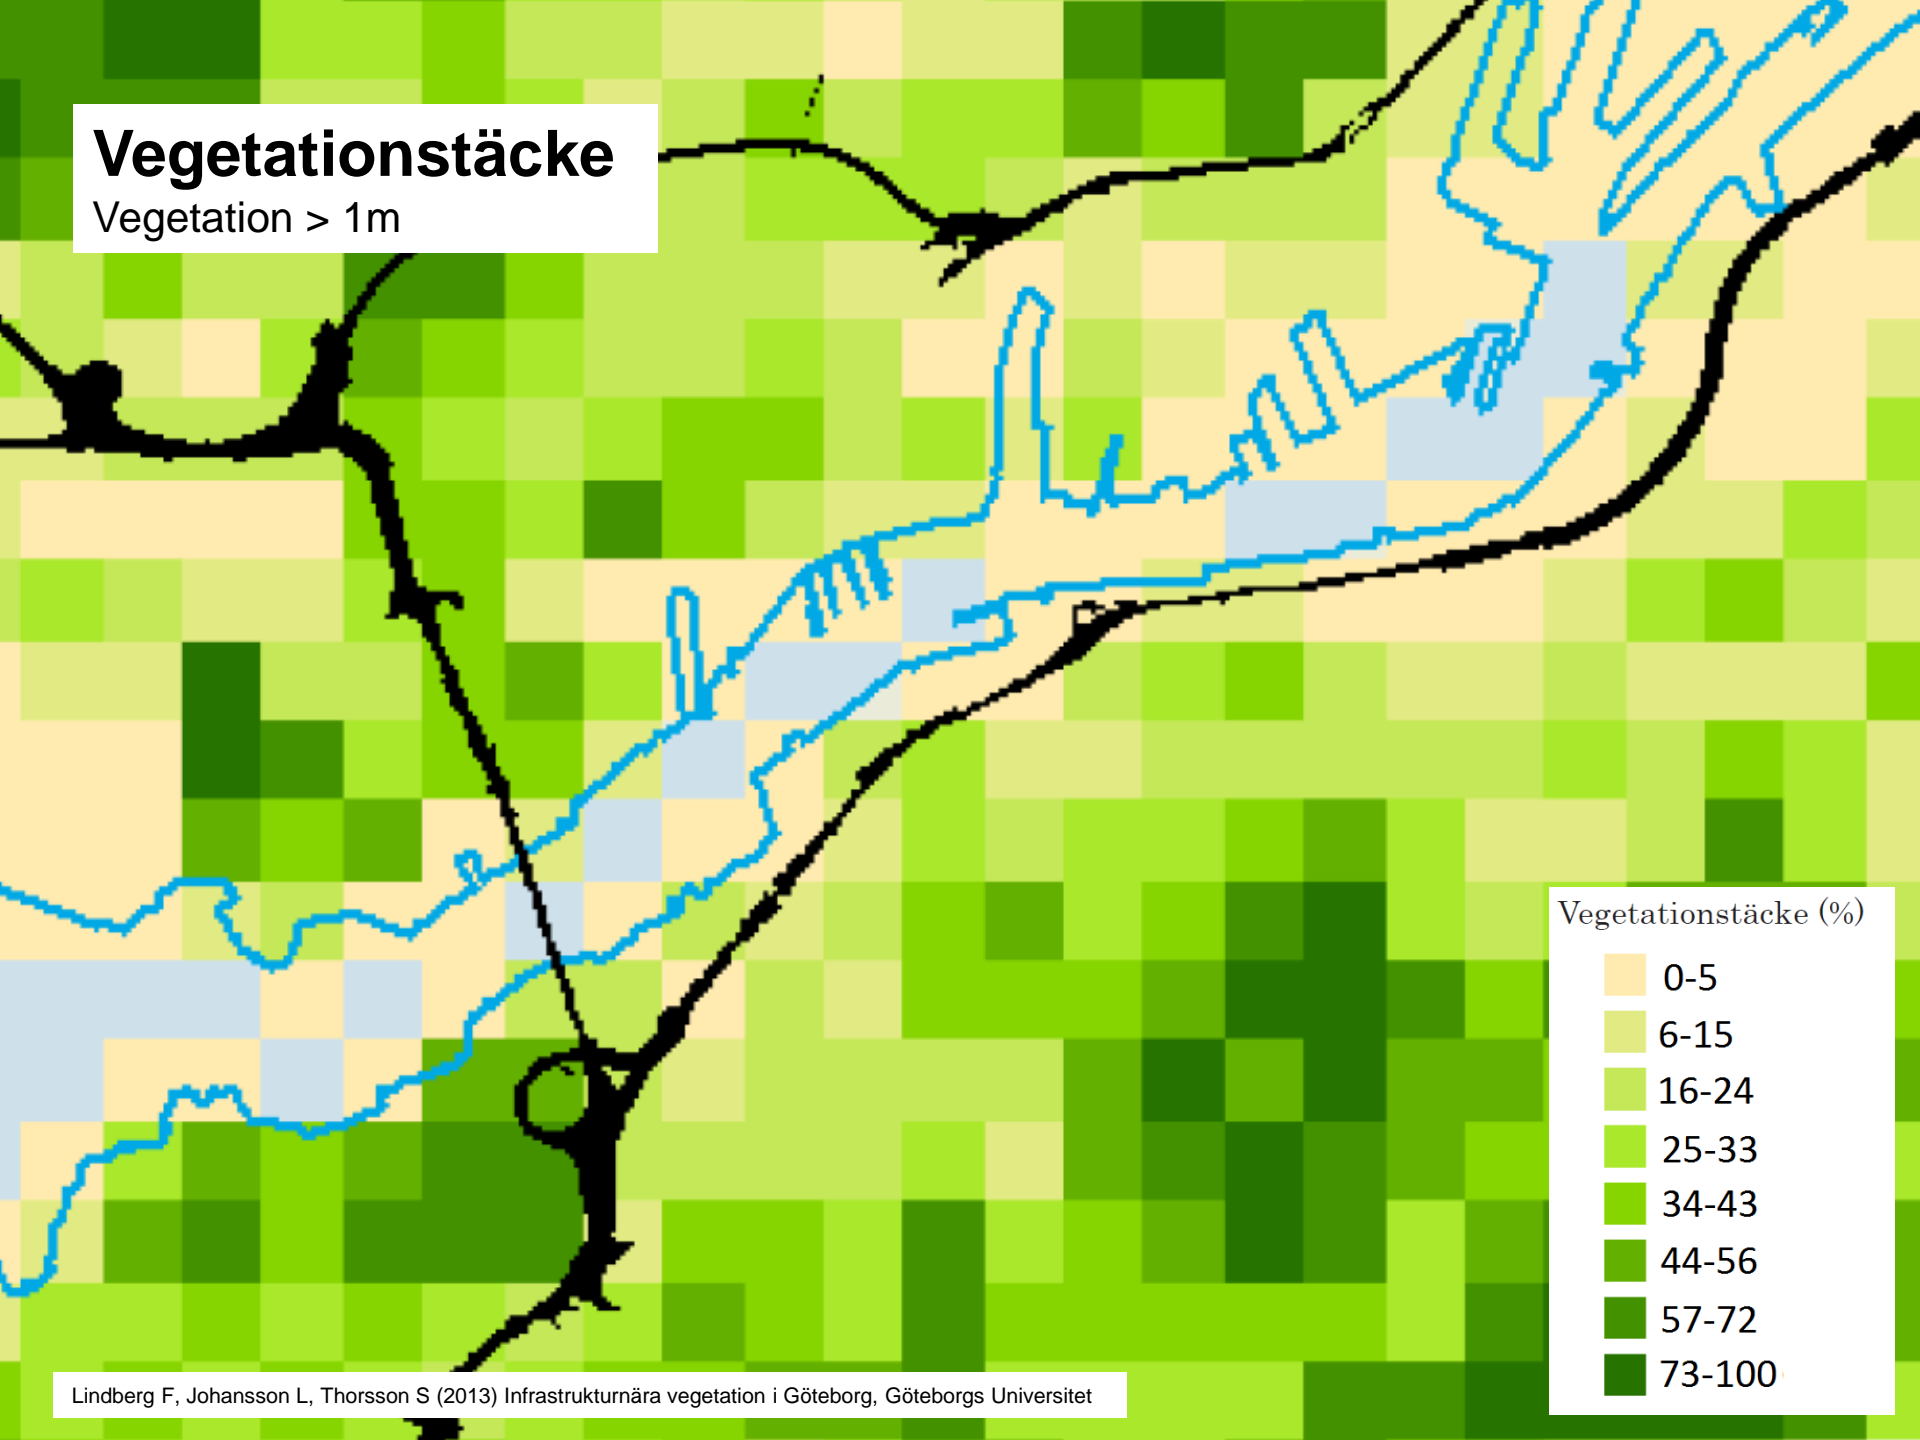 Vegetationstäcke
Vegetation > 1m
Vegetationstäcke (%)
0-5
6-15
16-24
25-33
34-43
44-56
57-72
73-100
Lindberg F, Johansson L, Thorsson S (2013) Infrastrukturnära vegetation i Göteborg, Göteborgs Universitet